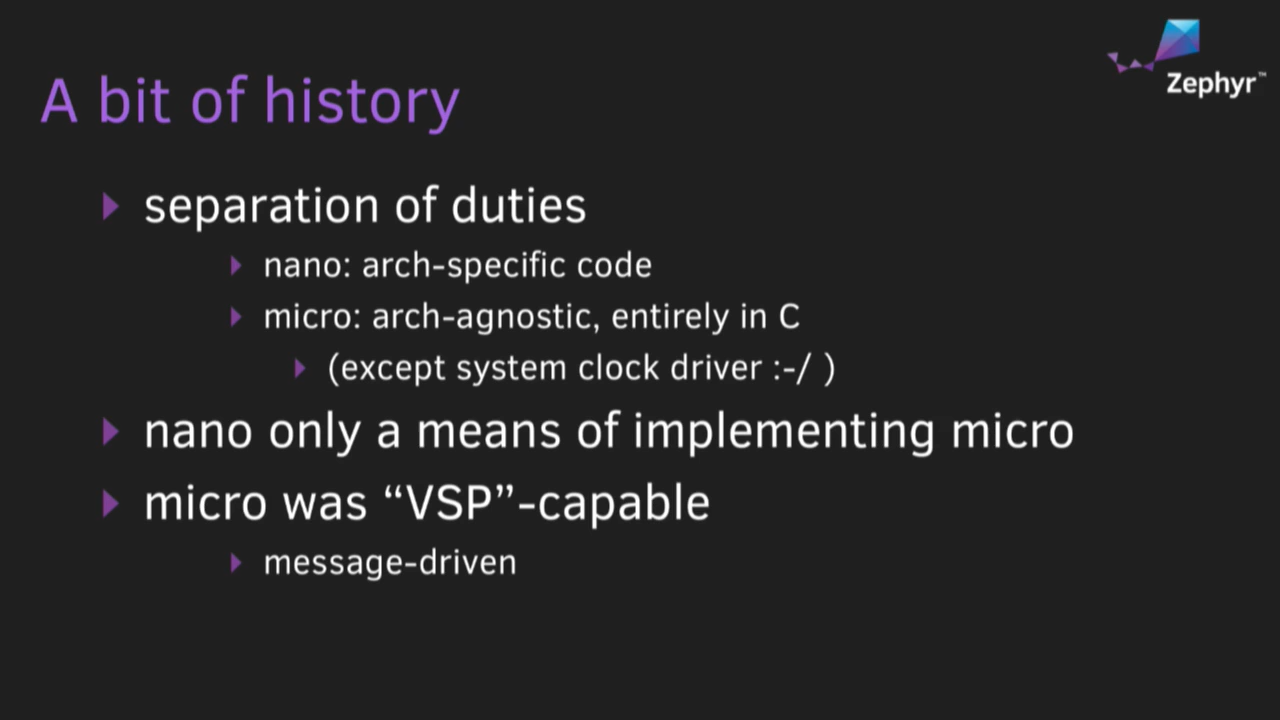 Zephyr™
A bit of history
separation of duties
nano: arch-specific code
micro: arch-agnostic, entirely in C
(except system clock driver :-/ )
nano only a means of implementing micro
micro was “VSP”-capable
message-driven